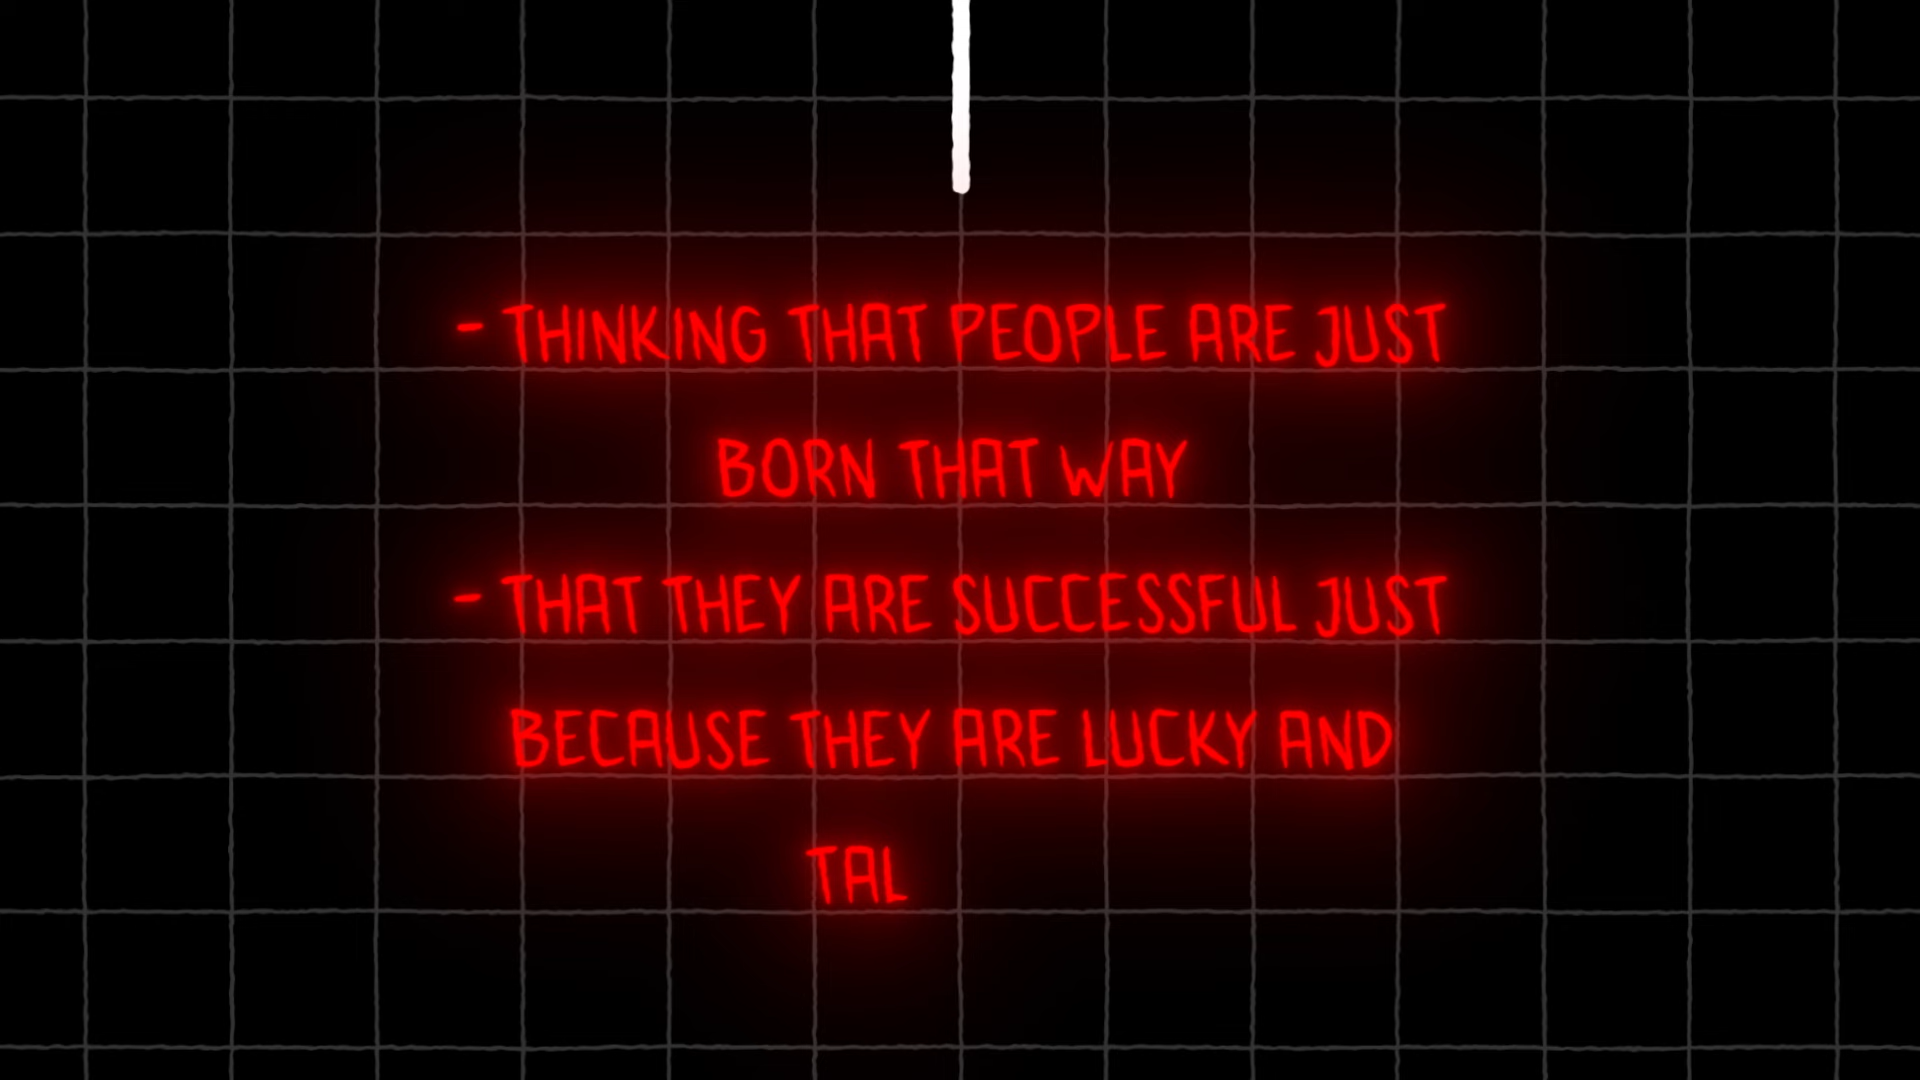 - THINKING THAT PEOPLE ARE JUST
BORN THAT WAY
- THAT THEY ARE SUCCESSFUL JUST
BECAUSE THEY ARE LUCKY AND
TAL